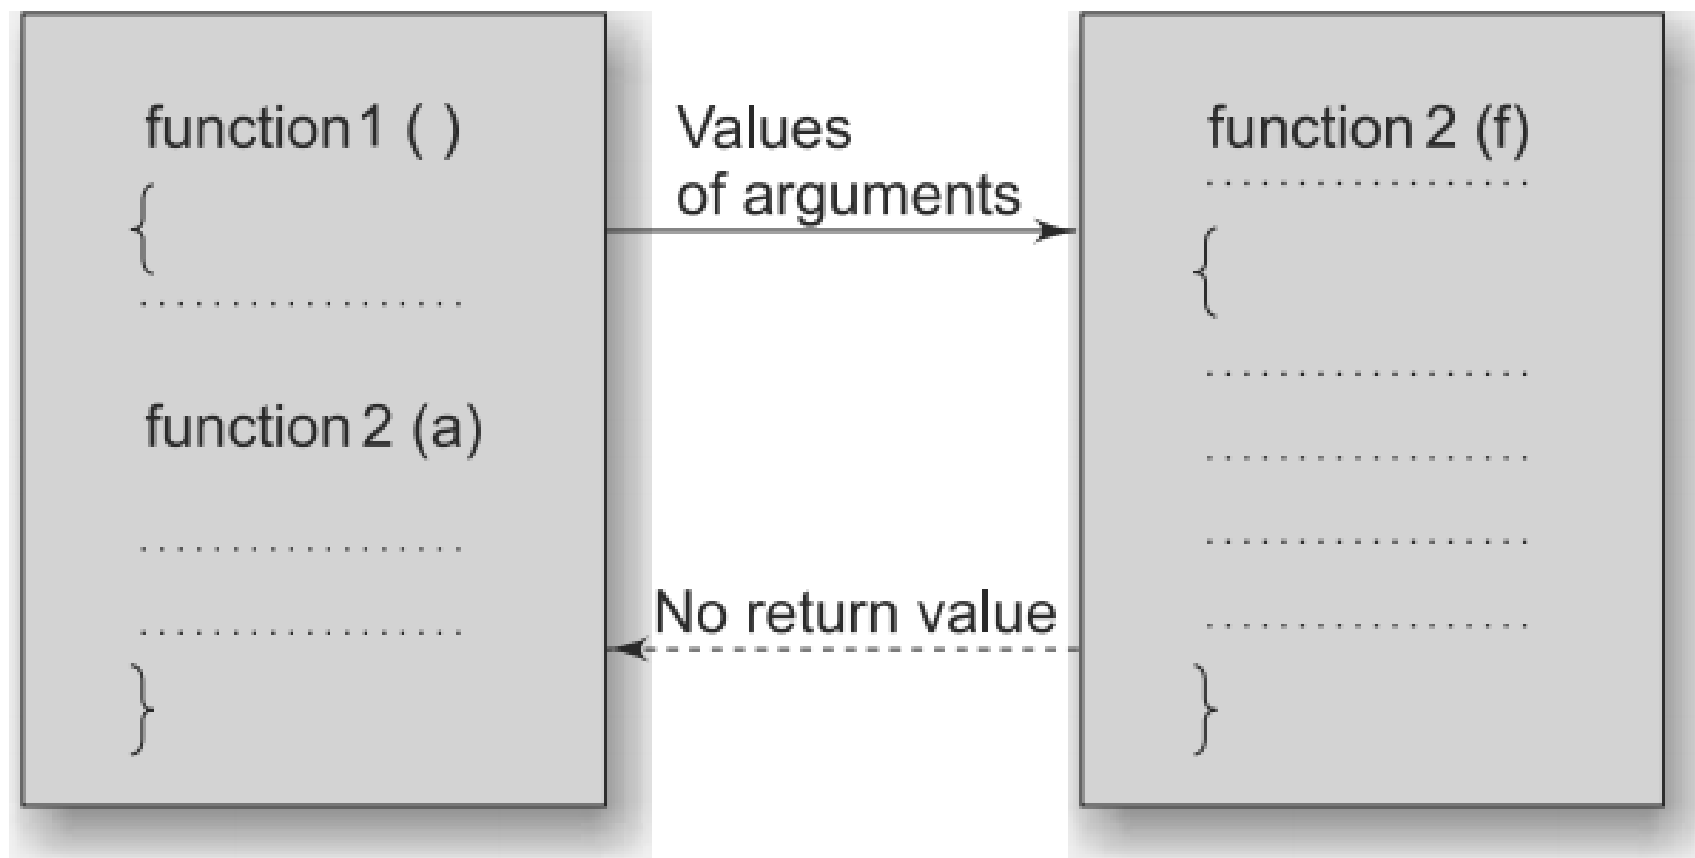 function 1 ( )
{
. . . . . . . . . . . . . . . . . .
function 2 (a)
. . . . . . . . . . . . . . . . . .
. . . . . . . . . . . . . . . . . .
}
Values
of arguments
No return value
function 2 (f)
. . . . . . . . . . . . . . . . . .
{
. . . . . . . . . . . . . . . . . .
. . . . . . . . . . . . . . . . . .
. . . . . . . . . . . . . . . . . .
. . . . . . . . . . . . . . . . . .
}